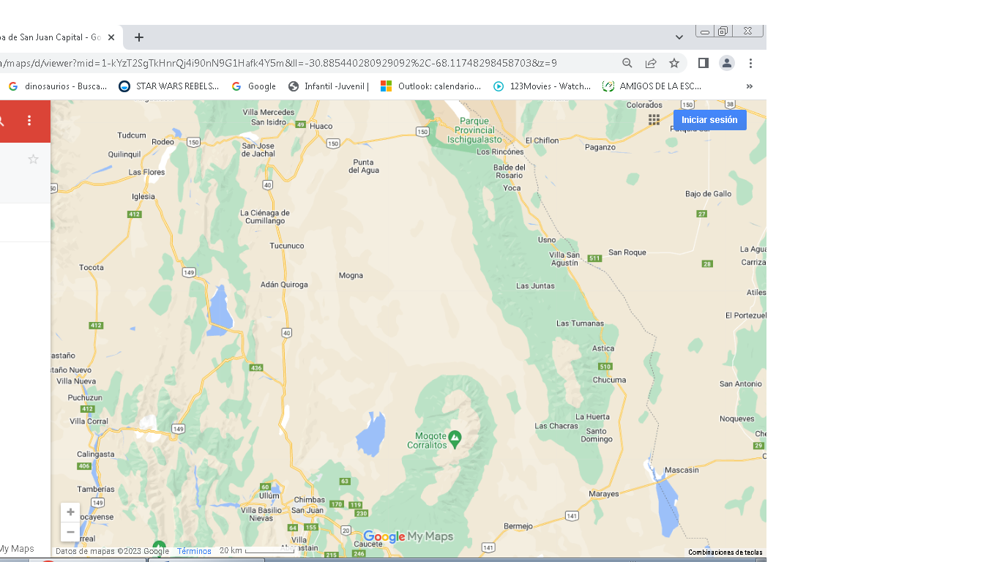 a de San Juan Capital - Go
n/maps/d/viewer?mid=1-kYzT2SgTkHnrQj4i90nN9G1Hafk4Y5m&ll=-30.885440280929092%2C-68.11748298458703&z=9
dinosaurios - Busca...
STAR WARS REBELS...
Google
Infantil -Juvenil |
Outlook: calendario...
123Movies - Watch...
AMIGOS DE LA ESC...
»
Iniciar sesión
Colorados
150
38
Villa Mercedes
San Isidro
49
Huaco
Parque
Provincial
Ischigualasto
Tudcum
Rodeo
150
150
150
El Chiflon
Paganzo
San Jose
de Jachal
Los Rincónes
Quilinquil
Punta
del Agua
Las Flores
Balde del
Rosario
40
Yoca
Iglesia
Bajo de Gallo
412
La Ciénaga de
Cumillango
27
Usno
Tucunuco
Villa San
Agustín
511
San Roque
La Agua
Carriza
28
Tocota
149
Mogna
Adán Quiroga
Las Juntas
Atiles
El Portezuel
412
Las Tumanas
40
Astica
astaño
436
510
taño Nuevo
Villa Nueva
Chucuma
San Antonio
Puchuzun
412
Villa Corral
149
La Huerta
Noqueves
Las Chacras
Santo
Domingo
Mogote
Corralitos
Che
29
Calingasta
406
Mascasin
Tamberías
60
Ullúm
63
Marayes
149
Chimbas
170
119
230
Villa Basilio
Nievas
San Juan
ocayense
141
Bermejo
64
155
20
Google My Maps
rreal
Villa
Caucete
141
My Maps
Datos de mapas ©2023 Google
Términos
20 km
215
246
Combinaciones de teclas